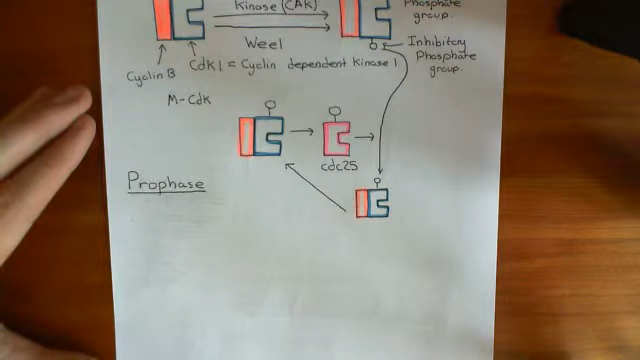 Kinase (CAK)
Wee1
Phosphate
group.
Inhibitory
Phosphate
group.
Cyclin B
Cdk1 = Cyclin dependent Kinase 1
M-Cdk
cdc25
Prophase